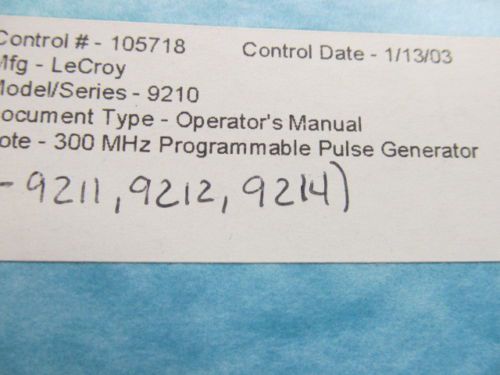 Control # - 105718 Control Date - 1/13/03
Mfg - LeCroy
Model/Series - 9210
Document Type - Operator's Manual
ote - 300 MHz Programmable Pulse Generator
- 9211, 9212, 9214)